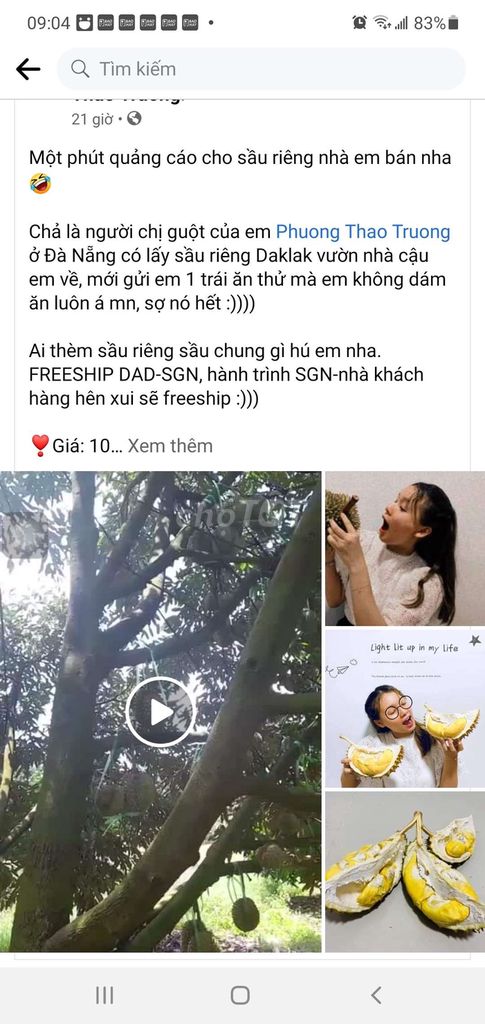 09:04
83%
Tìm kiếm
Thao Truong
21 giờ
Một phút quảng cáo cho sầu riêng nhà em bán nha
🤣
Chả là người chị guột của em Phuong Thao Truong
ở Đà Nẵng có lấy sầu riêng Daklak vườn nhà cậu
em về, mới gửi em 1 trái ăn thử mà em không dám
ăn luôn á mn, sợ nó hết :))))
Ai thèm sầu riêng sầu chung gì hú em nha.
FREESHIP DAD-SGN, hành trình SGN-nhà khách
hàng hên xui sẽ freeship :)))
❣️Giá: 10... Xem thêm
Light lit up in my life